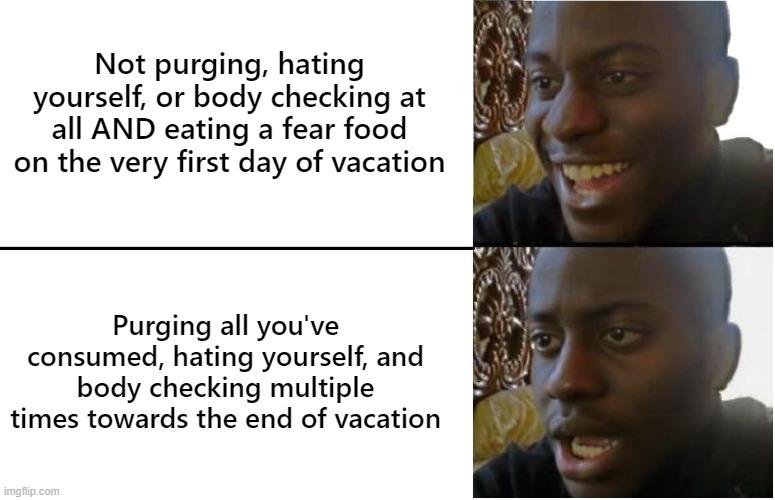 Not purging, hating
yourself, or body checking at
all AND eating a fear food
on the very first day of vacation
Purging all you've
consumed, hating yourself, and
body checking multiple
times towards the end of vacation
imgflip.com